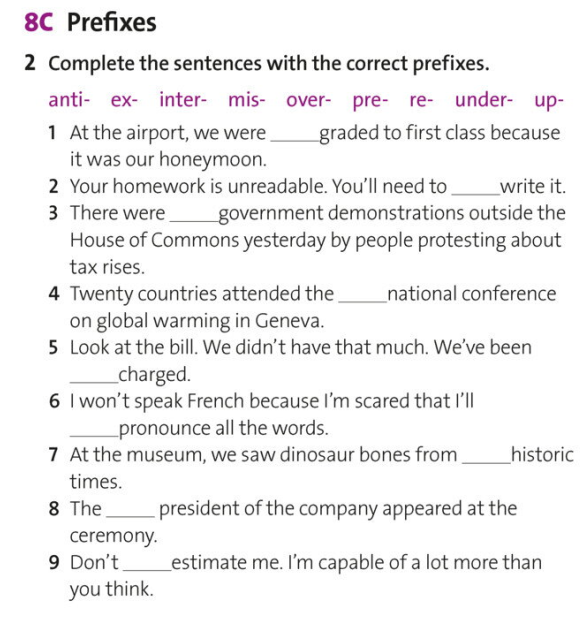 8C Prefixes
2 Complete the sentences with the correct prefixes.
anti- ex- inter- mis- over- pre- re- under- up-
1 At the airport, we were _____graded to first class because
it was our honeymoon.
2 Your homework is unreadable. You'll need to _____write it.
3 There were _____government demonstrations outside the
House of Commons yesterday by people protesting about
tax rises.
4 Twenty countries attended the _____national conference
on global warming in Geneva.
5 Look at the bill. We didn't have that much. We've been
_____charged.
6 I won't speak French because I'm scared that I'll
_____pronounce all the words.
7 At the museum, we saw dinosaur bones from _____historic
times.
8 The _____ president of the company appeared at the
ceremony.
9 Don't _____estimate me. I'm capable of a lot more than
you think.